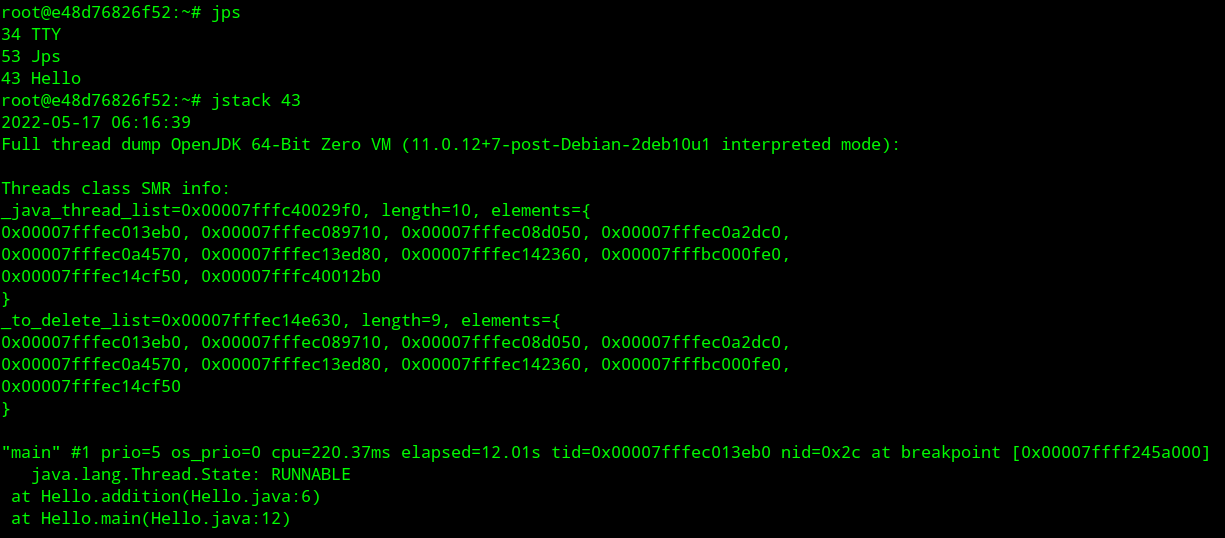 root@e48d76826f52:~# jps
34 TTY
53 Jps
43 Hello
root@e48d76826f52:~# jstack 43
2022-05-17 06:16:39
Full thread dump OpenJDK 64-Bit Zero VM (11.0.12+7-post-Debian-2deb10u1 interpreted mode):

Threads class SMR info:
_java_thread_list=0x00007fffc40029f0, length=10, elements={
0x00007fffec013eb0, 0x00007fffec089710, 0x00007fffec08d050, 0x00007fffec0a2dc0,
0x00007fffec0a4570, 0x00007fffec13ed80, 0x00007fffec142360, 0x00007fffbc000fe0,
0x00007fffec14cf50, 0x00007fffc40012b0
}
_to_delete_list=0x00007fffec14e630, length=9, elements={
0x00007fffec013eb0, 0x00007fffec089710, 0x00007fffec08d050, 0x00007fffec0a2dc0,
0x00007fffec0a4570, 0x00007fffec13ed80, 0x00007fffec142360, 0x00007fffbc000fe0,
0x00007fffec14cf50
}

"main" #1 prio=5 os_prio=0 cpu=220.37ms elapsed=12.01s tid=0x00007fffec013eb0 nid=0x2c at breakpoint [0x00007ffff245a000]
   java.lang.Thread.State: RUNNABLE
 at Hello.addition(Hello.java:6)
 at Hello.main(Hello.java:12)